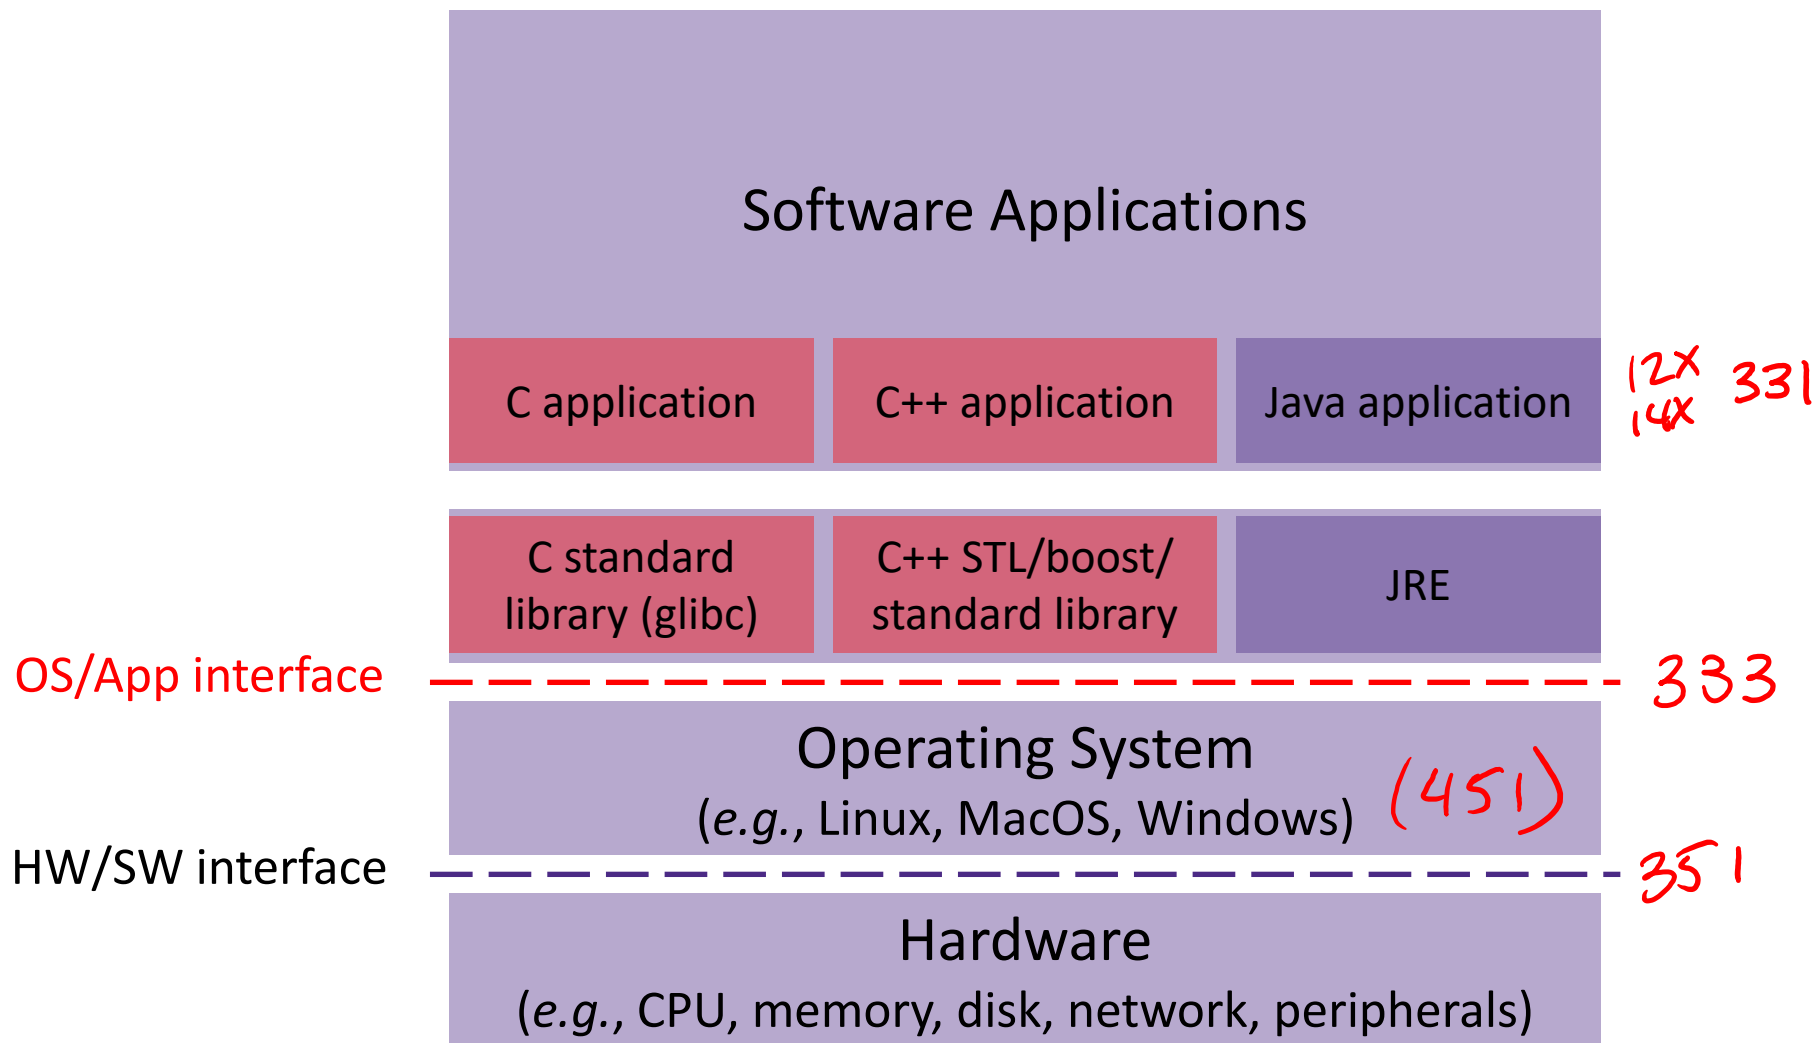 Software Applications
C application
C++ application
Java application
12X
14X
331
C standard
library (glibc)
C++ STL/boost/
standard library
JRE
OS/App interface
333
Operating System
(e.g., Linux, MacOS, Windows)
(451)
HW/SW interface
351
Hardware
(e.g., CPU, memory, disk, network, peripherals)